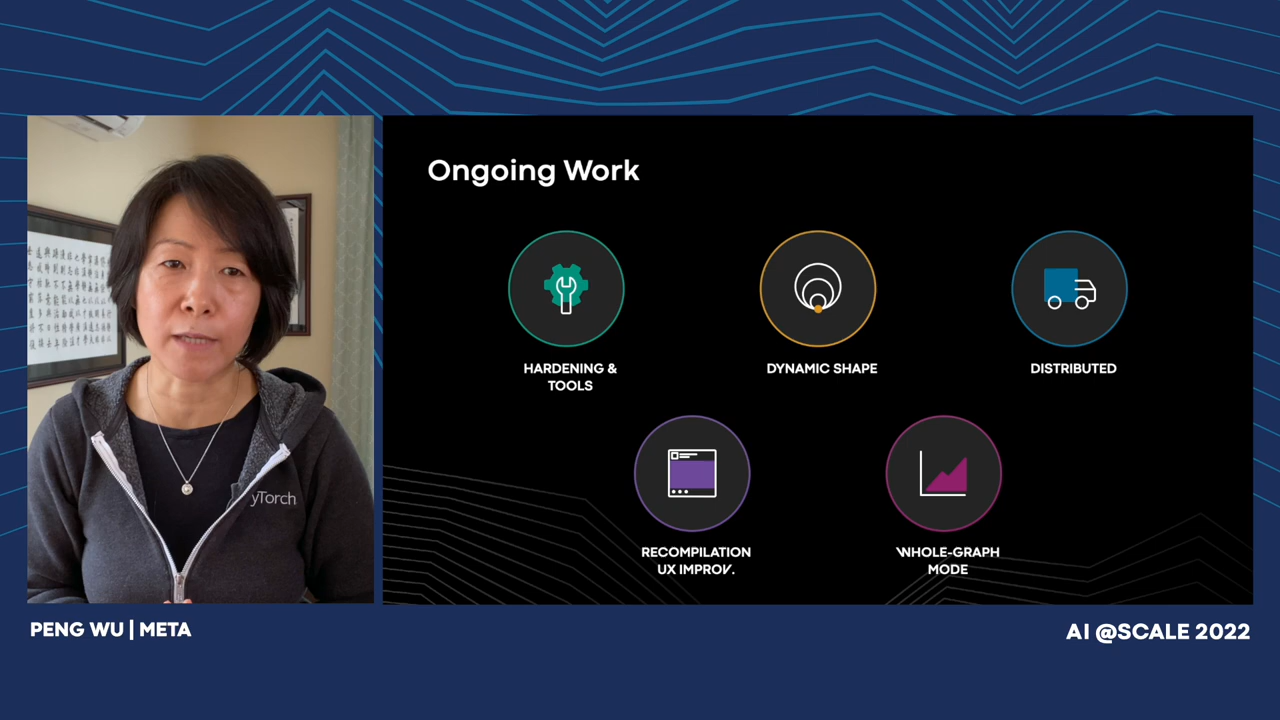 Ongoing Work
HARDENING &
TOOLS
DYNAMIC SHAPE
DISTRIBUTED
RECOMPILATION
UX IMPROV.
WHOLE-GRAPH
MODE
yTorch
PENG WU | META
AI @SCALE 2022